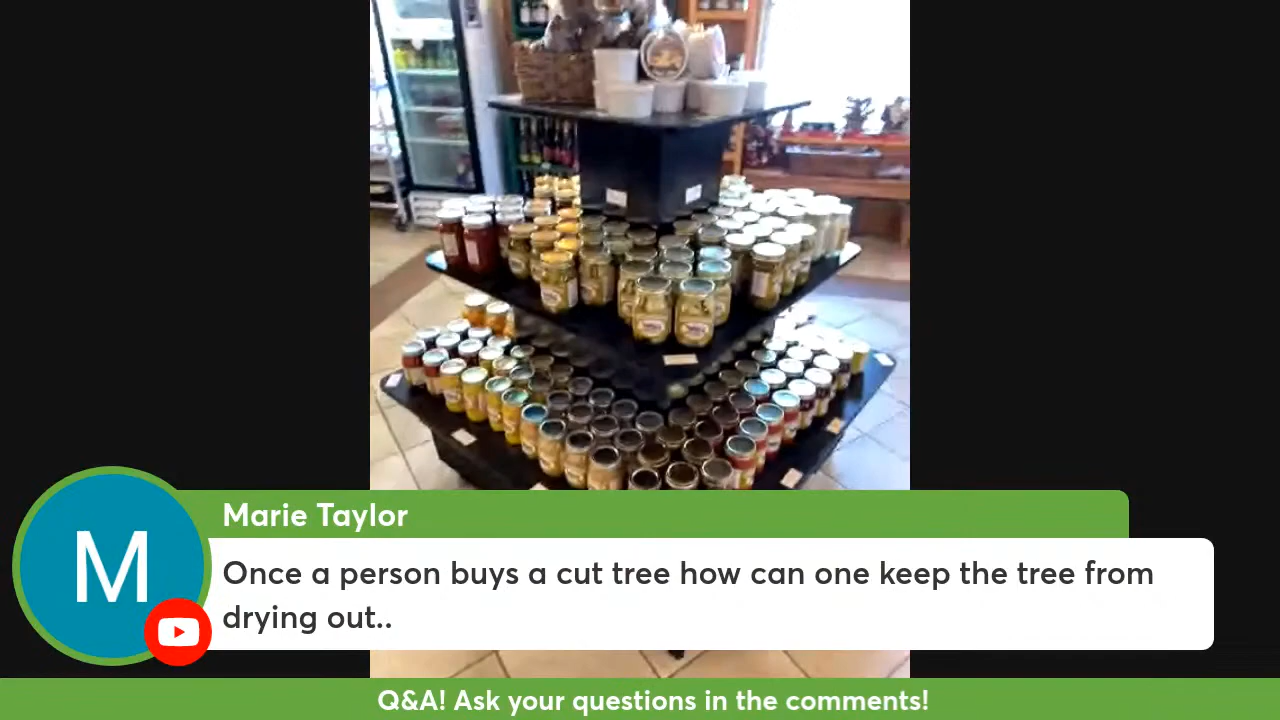 Marie Taylor
M
Once a person buys a cut tree how can one keep the tree from
drying out..
Q&A! Ask your questions in the comments!